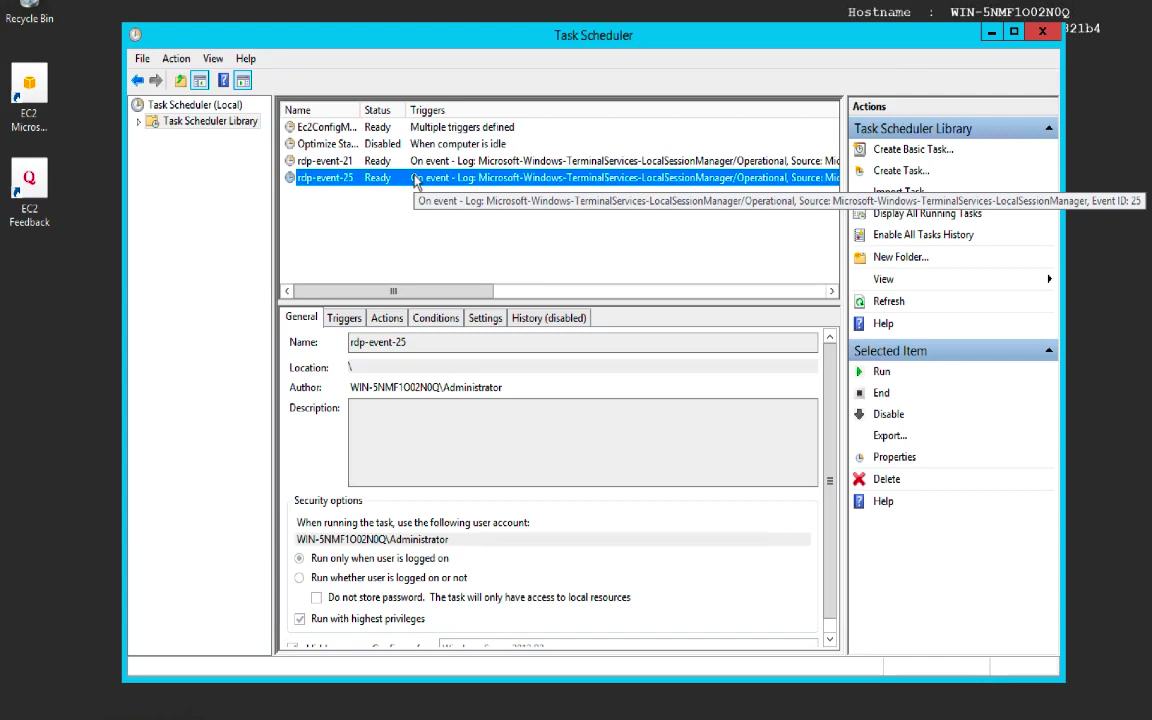 Recycle Bin
EC2
Micros...
EC2
Feedback
Hostname : WIN-5NMF1O02N0Q
321b4
Task Scheduler
File Action View Help
Task Scheduler (Local)
Task Scheduler Library
Name Status Triggers
Ec2ConfigM... Ready Multiple triggers defined
Optimize Sta... Disabled When computer is idle
rdp-event-21 Ready On event - Log: Microsoft-Windows-TerminalServices-LocalSessionManager/Operational, Source: Mic
rdp-event-25 Ready On event - Log: Microsoft-Windows-TerminalServices-LocalSessionManager/Operational, Source: Mic
On event - Log: Microsoft-Windows-TerminalServices-LocalSessionManager/Operational, Source: Microsoft-Windows-TerminalServices-LocalSessionManager, Event ID: 25
General Triggers Actions Conditions Settings History (disabled)
Name: rdp-event-25
Location: \
Author: WIN-5NMF1O02N0Q\Administrator
Description:
Security options
When running the task, use the following user account:
WIN-5NMF1O02N0Q\Administrator
Run only when user is logged on
Run whether user is logged on or not
Do not store password. The task will only have access to local resources
Run with highest privileges
Actions
Task Scheduler Library
Create Basic Task...
Create Task...
Import Task...
Display All Running Tasks
Enable All Tasks History
New Folder...
View
Refresh
Help
Selected Item
Run
End
Disable
Export...
Properties
Delete
Help